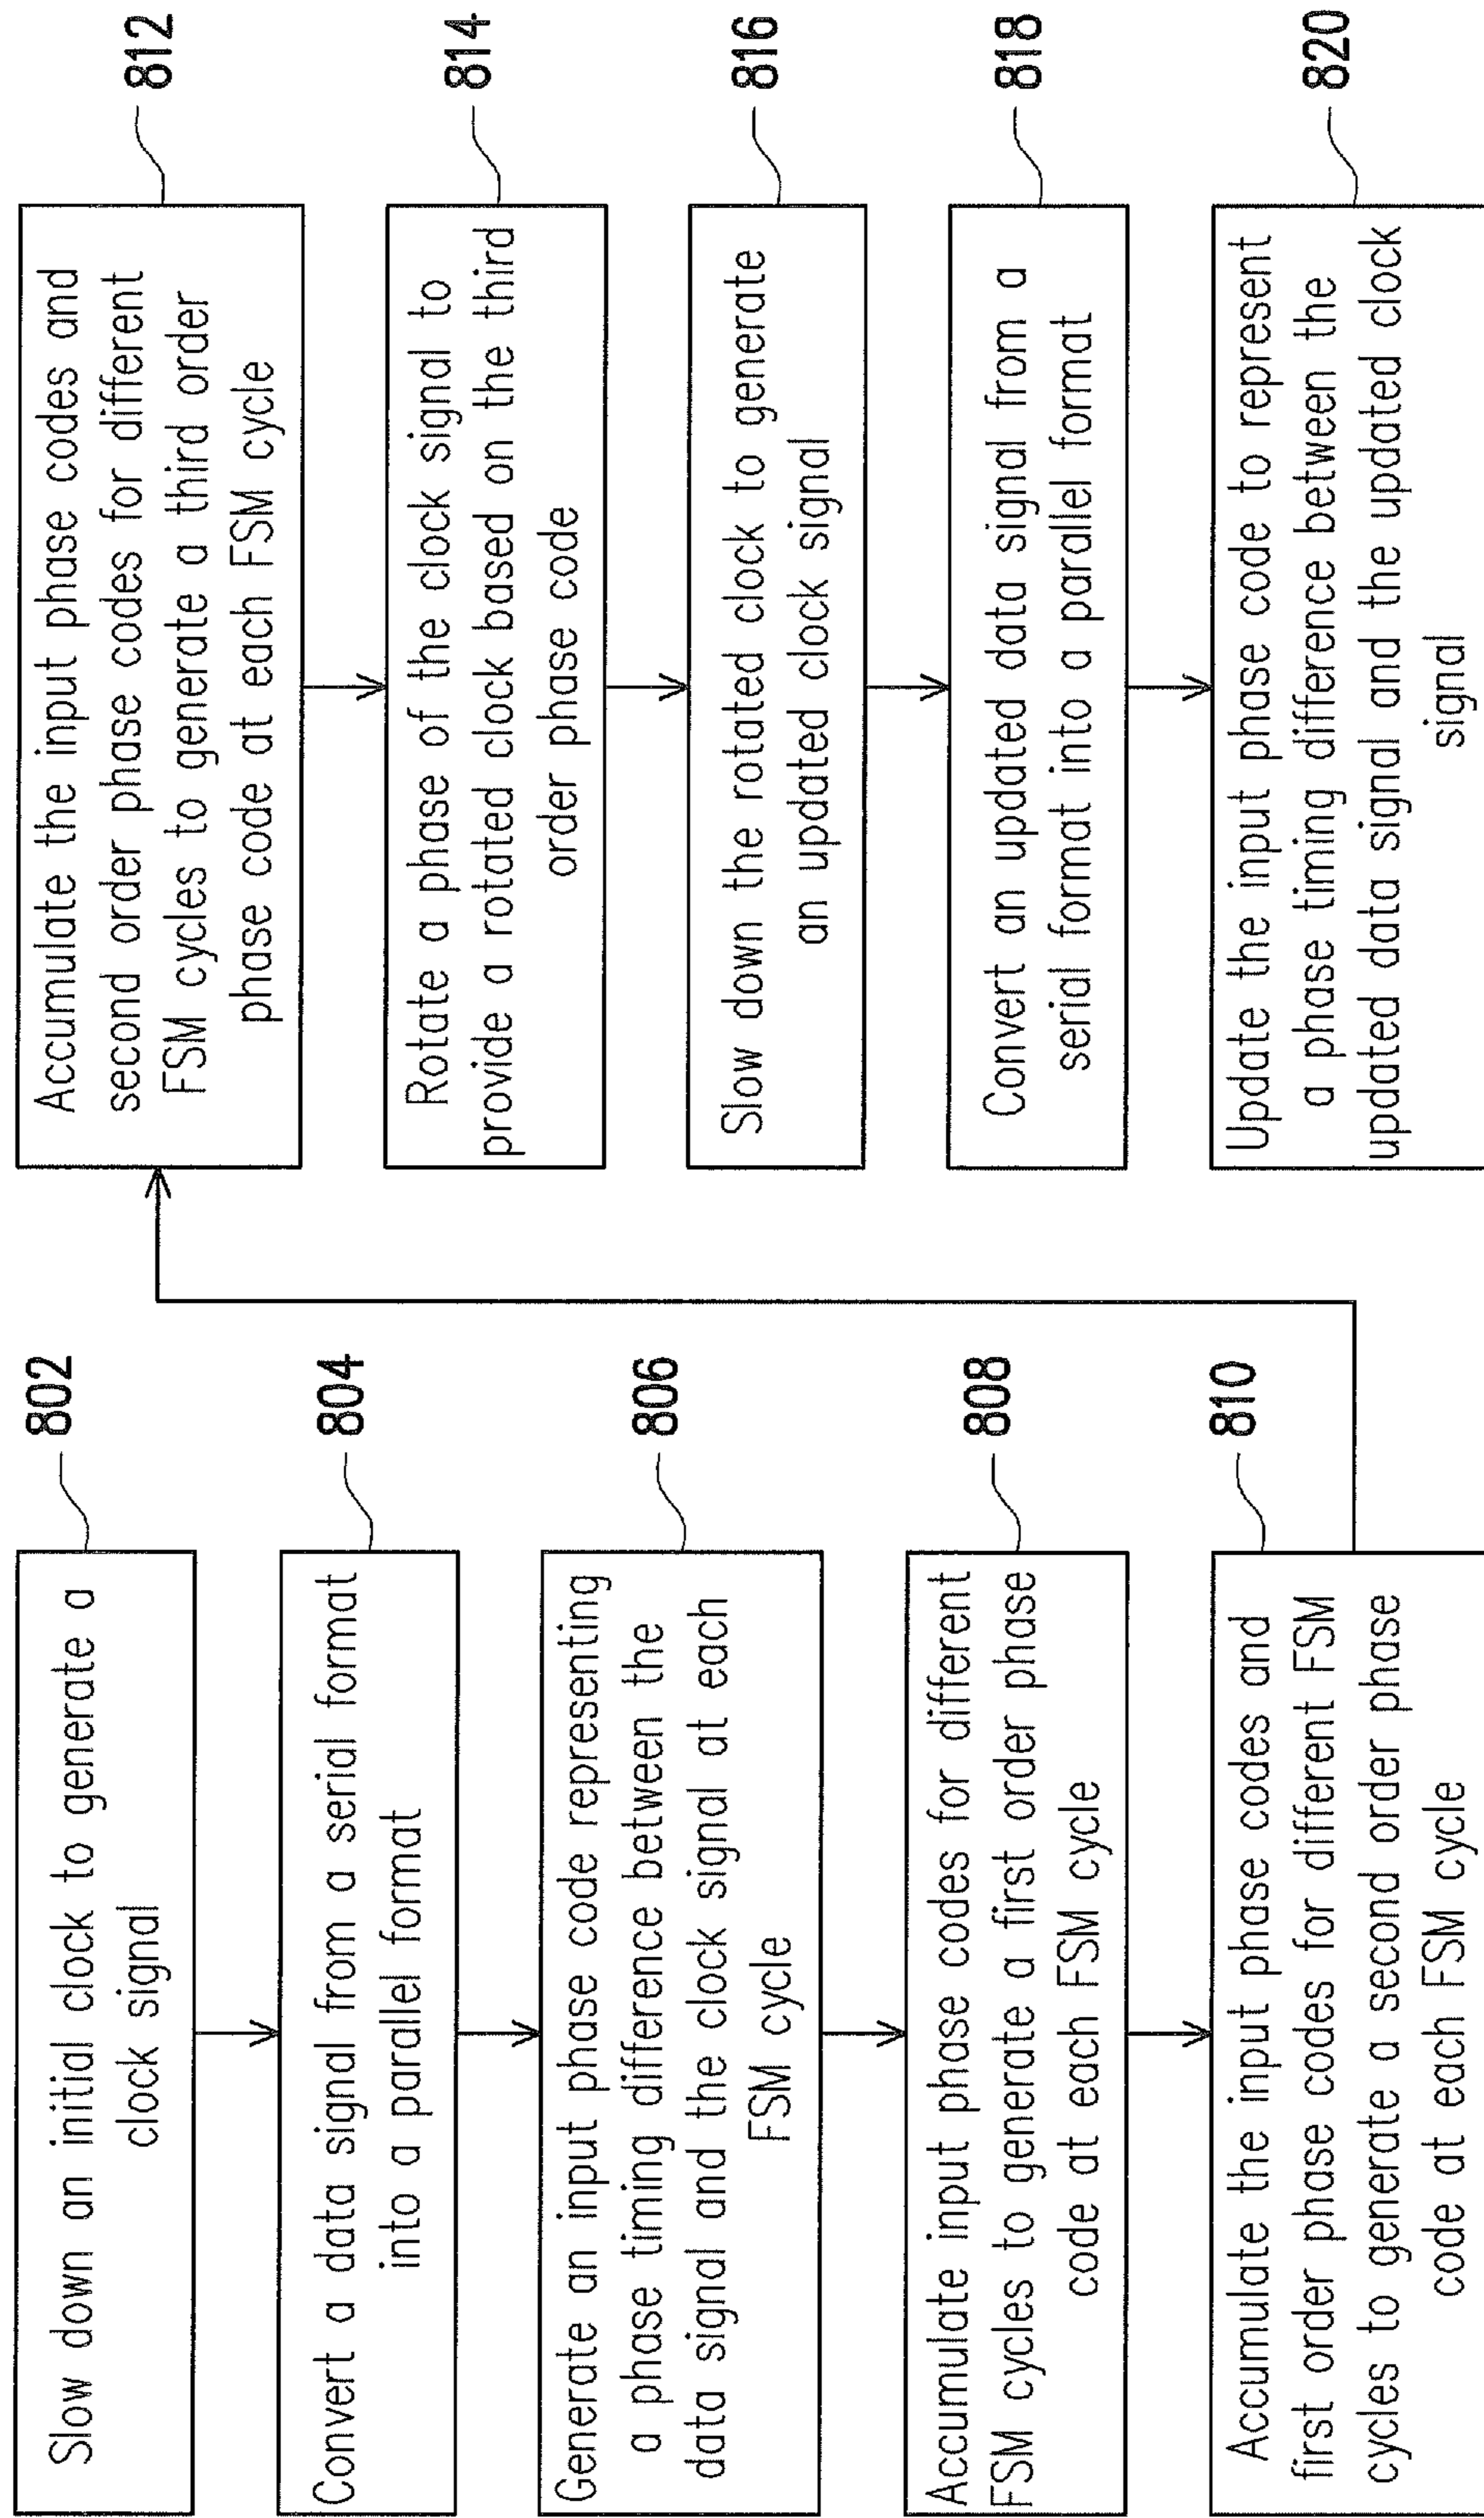 Slow down an initial clock to generate a
clock signal
802
Convert a data signal from a serial format
into a parallel format
804
Generate an input phase code representing
a phase timing difference between the
data signal and the clock signal at each
FSM cycle
806
Accumulate input phase codes for different
FSM cycles to generate a first order phase
code at each FSM cycle
808
Accumulate the input phase codes and
first order phase codes for different FSM
cycles to generate a second order phase
code at each FSM cycle
810
Accumulate the input phase codes and
second order phase codes for different
FSM cycles to generate a third order
phase code at each FSM cycle
812
Rotate a phase of the clock signal to
provide a rotated clock based on the third
order phase code
814
Slow down the rotated clock to generate
an updated clock signal
816
Convert an updated data signal from a
serial format into a parallel format
818
Update the input phase code to represent
a phase timing difference between the
updated data signal and the updated clock
signal
820